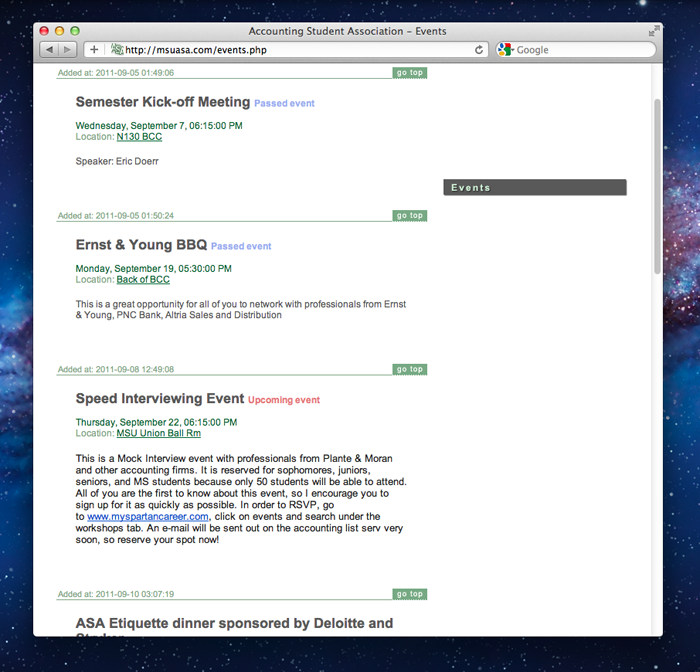 Accounting Student Association – Events
http://msuasa.com/events.php
Google
Added at: 2011-09-05 01:49:06
go top
Semester Kick-off Meeting Passed event
Wednesday, September 7, 06:15:00 PM
Location: N130 BCC
Speaker: Eric Doerr
Events
Added at: 2011-09-05 01:50:24
go top
Ernst & Young BBQ Passed event
Monday, September 19, 05:30:00 PM
Location: Back of BCC
This is a great opportunity for all of you to network with professionals from Ernst
& Young, PNC Bank, Altria Sales and Distribution
Added at: 2011-09-08 12:49:08
go top
Speed Interviewing Event Upcoming event
Thursday, September 22, 06:15:00 PM
Location: MSU Union Ball Rm
This is a Mock Interview event with professionals from Plante & Moran
and other accounting firms. It is reserved for sophomores, juniors,
seniors, and MS students because only 50 students will be able to attend.
All of you are the first to know about this event, so I encourage you to
sign up for it as quickly as possible. In order to RSVP, go
to www.myspartancareer.com, click on events and search under the
workshops tab. An e-mail will be sent out on the accounting list serv very
soon, so reserve your spot now!
Added at: 2011-09-10 03:07:19
go top
ASA Etiquette dinner sponsored by Deloitte and